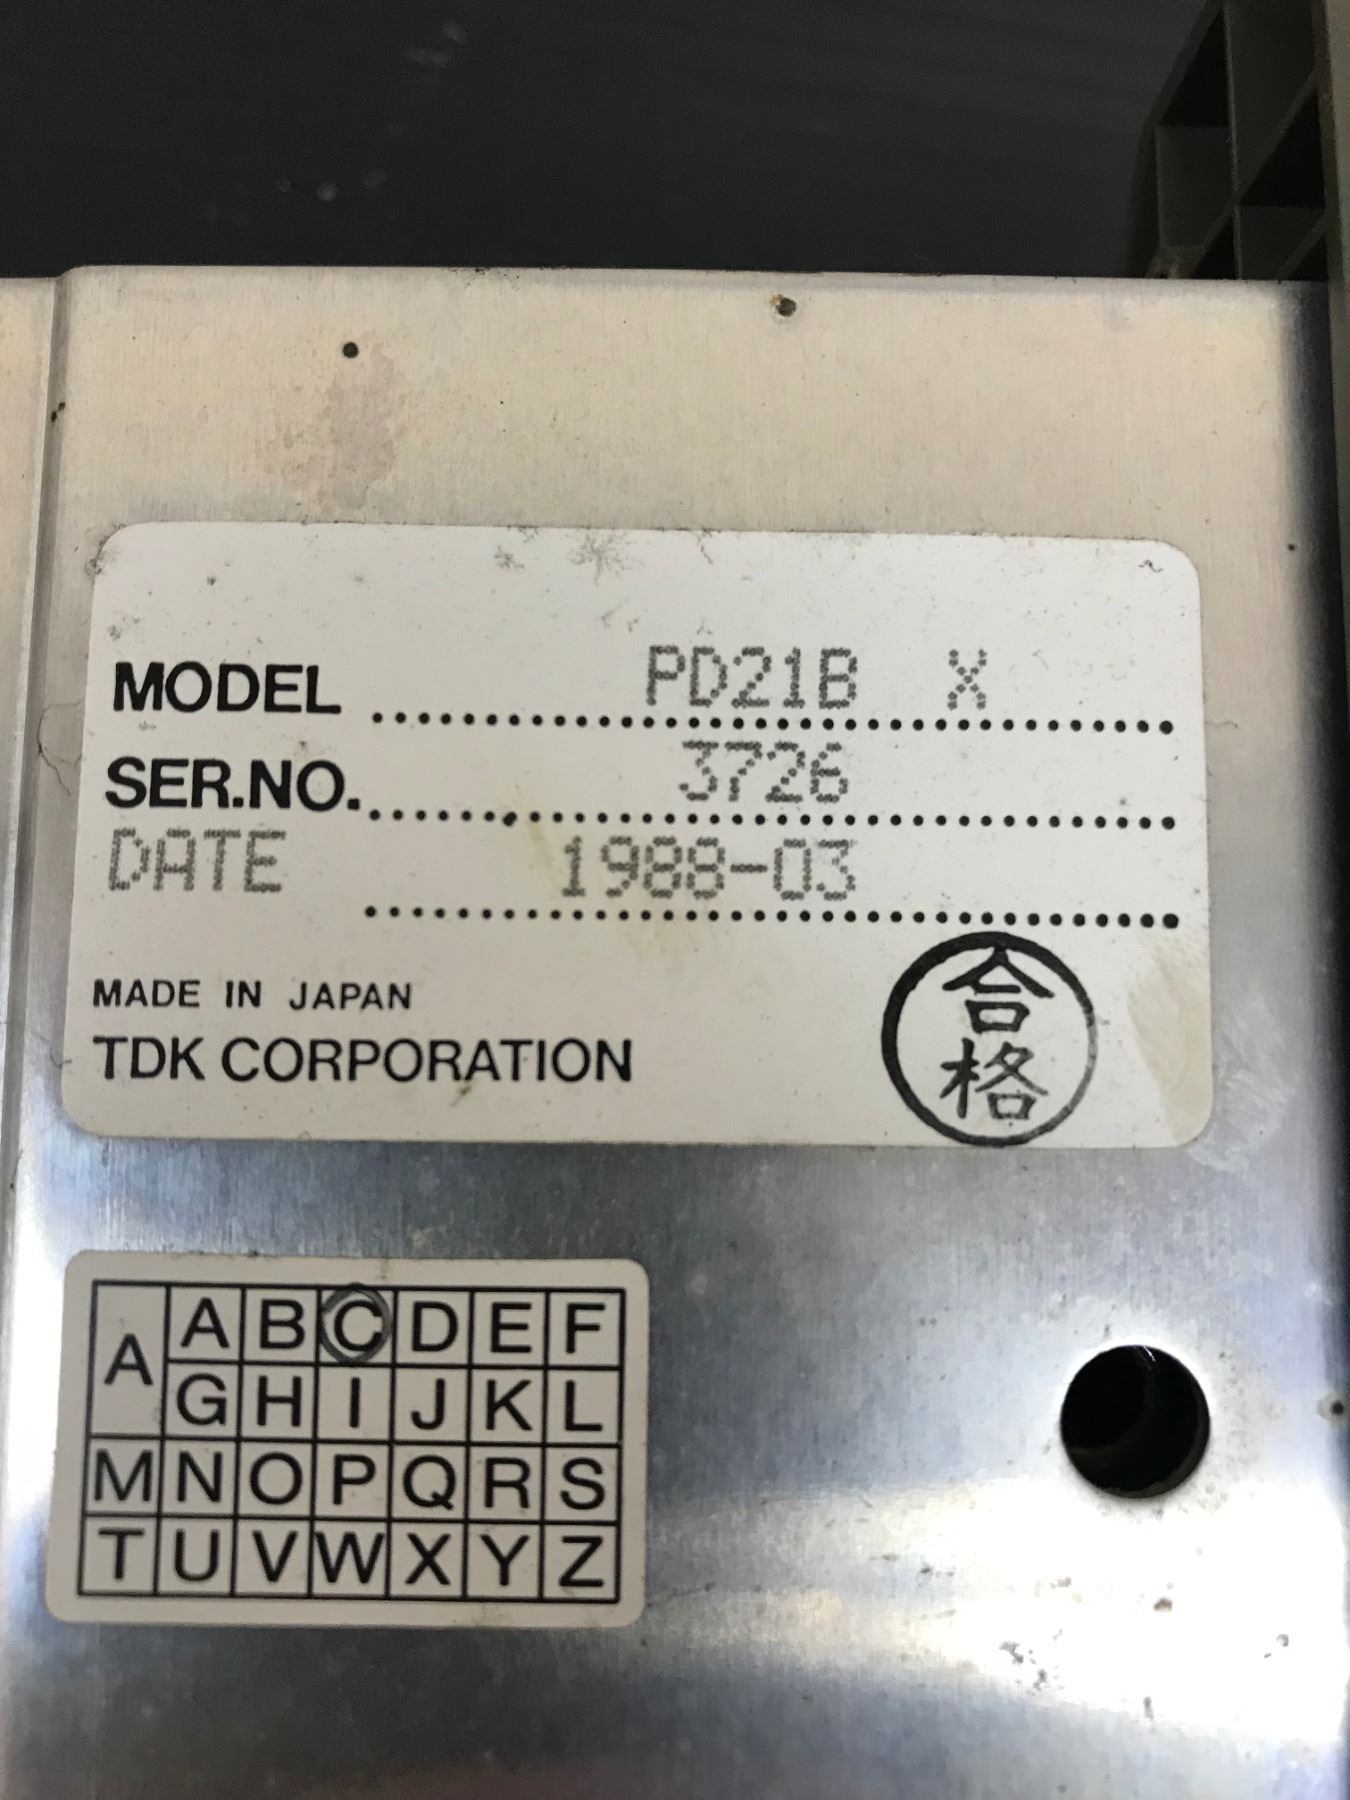 MODEL PD21B X
SER.NO. 3726
DATE 1988-03
MADE IN JAPAN
TDK CORPORATION
合格
A A B C D E F
G H I J K L
M N O P Q R S
T U V W X Y Z